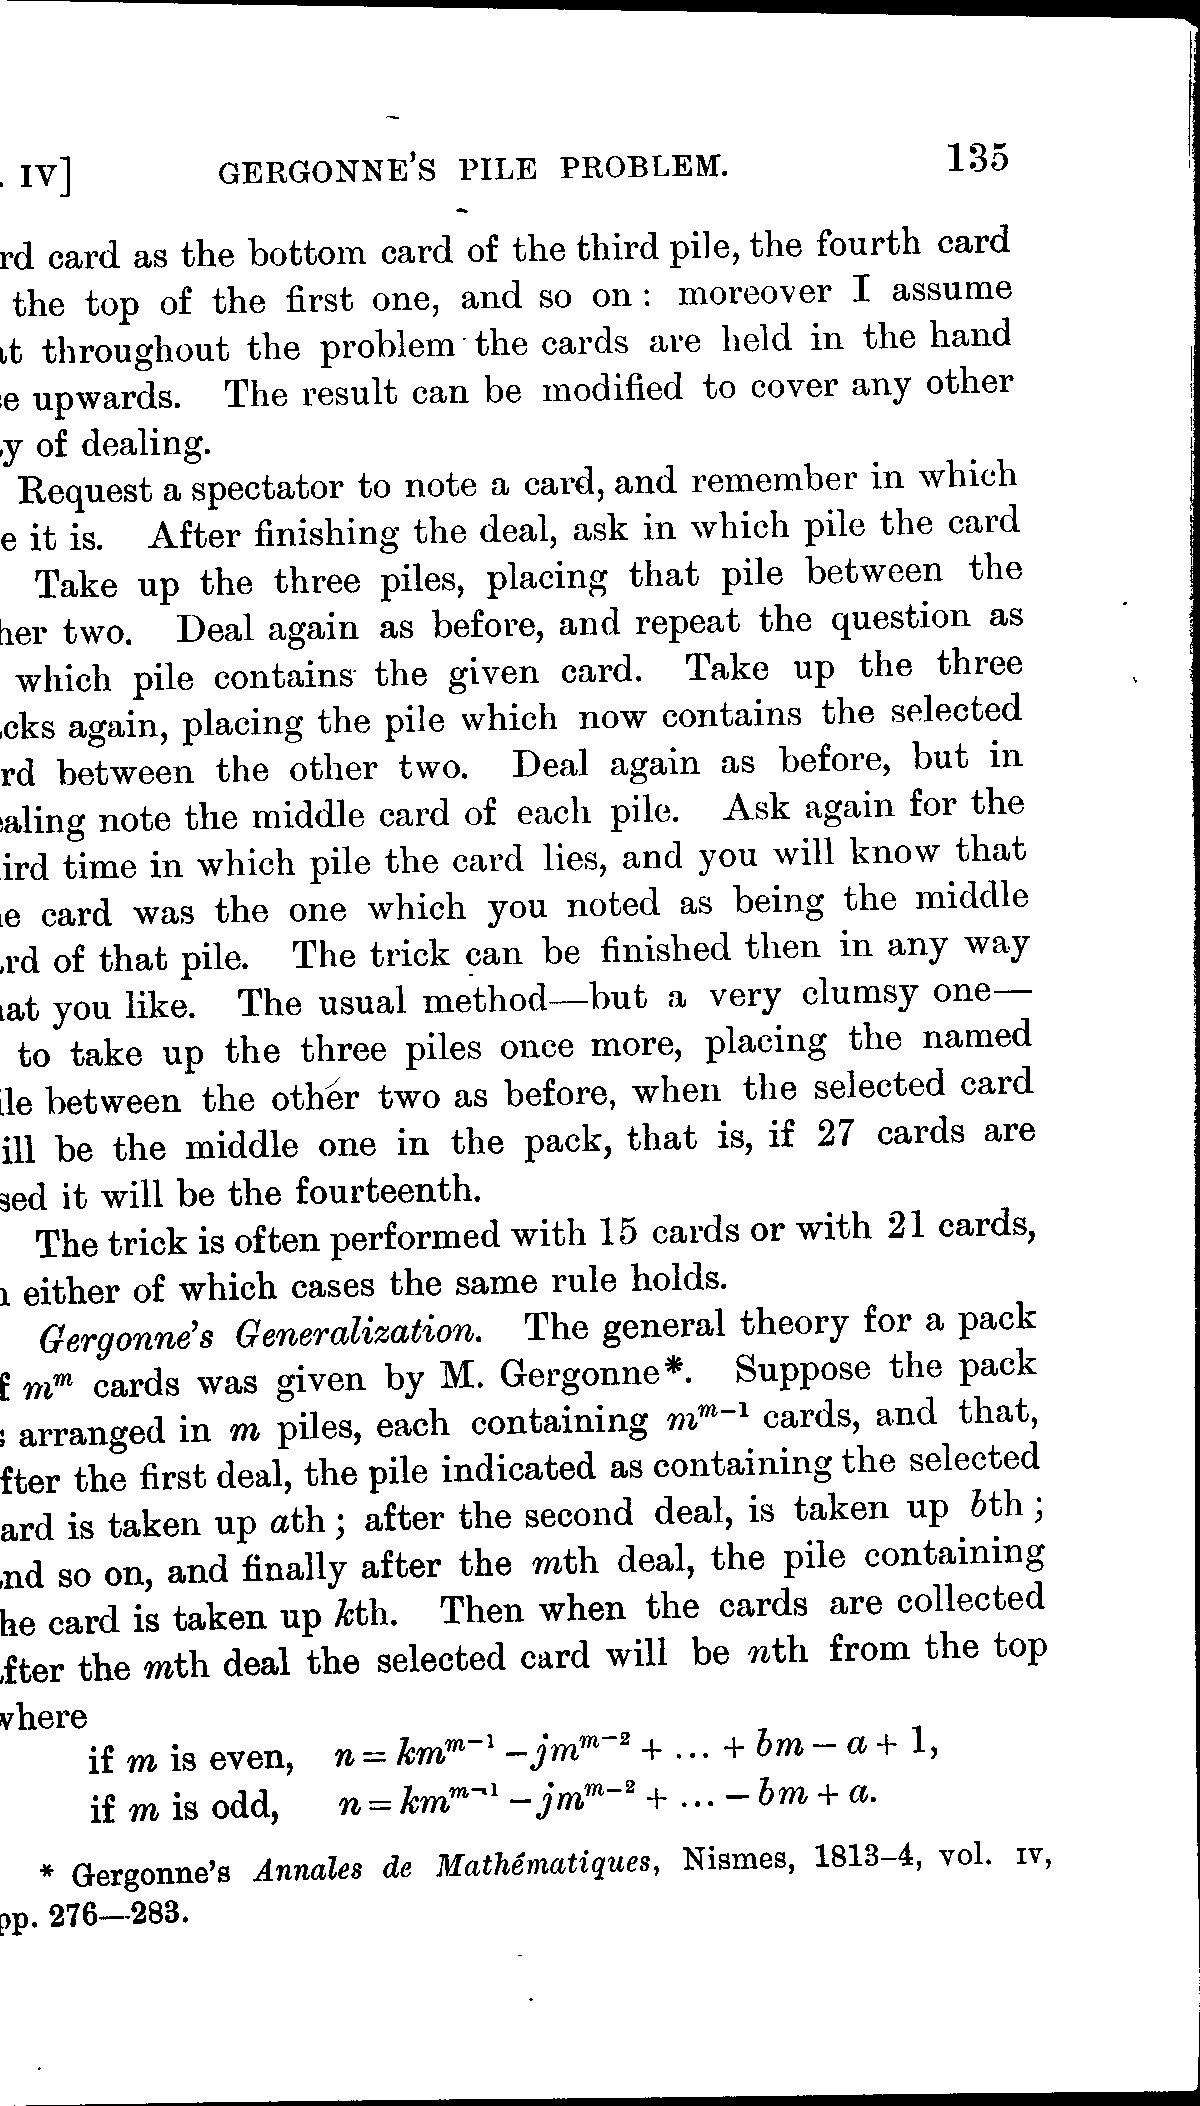 . IV] GERGONNE'S PILE PROBLEM. 135
rd card as the bottom card of the third pile, the fourth card
the top of the first one, and so on: moreover I assume
at throughout the problem the cards are held in the hand
e upwards. The result can be modified to cover any other
y of dealing.
Request a spectator to note a card, and remember in which
e it is. After finishing the deal, ask in which pile the card
Take up the three piles, placing that pile between the
her two. Deal again as before, and repeat the question as
which pile contains the given card. Take up the three
cks again, placing the pile which now contains the selected
rd between the other two. Deal again as before, but in
ealing note the middle card of each pile. Ask again for the
ird time in which pile the card lies, and you will know that
e card was the one which you noted as being the middle
rd of that pile. The trick can be finished then in any way
at you like. The usual method—but a very clumsy one—
to take up the three piles once more, placing the named
ile between the other two as before, when the selected card
ill be the middle one in the pack, that is, if 27 cards are
sed it will be the fourteenth.
The trick is often performed with 15 cards or with 21 cards,
either of which cases the same rule holds.
Gergonne's Generalization. The general theory for a pack
f mᵐ cards was given by M. Gergonne*. Suppose the pack
arranged in m piles, each containing mᵐ⁻¹ cards, and that,
fter the first deal, the pile indicated as containing the selected
ard is taken up ath; after the second deal, is taken up bth;
nd so on, and finally after the mth deal, the pile containing
he card is taken up kth. Then when the cards are collected
fter the mth deal the selected card will be nth from the top
where
if m is even, n = kmᵐ⁻¹ – jmᵐ⁻² + ... + bm – a + 1,
if m is odd, n = kmᵐ⁻¹ – jmᵐ⁻² + ... – bm + a.
* Gergonne's Annales de Mathématiques, Nismes, 1813–4, vol. IV,
pp. 276—283.